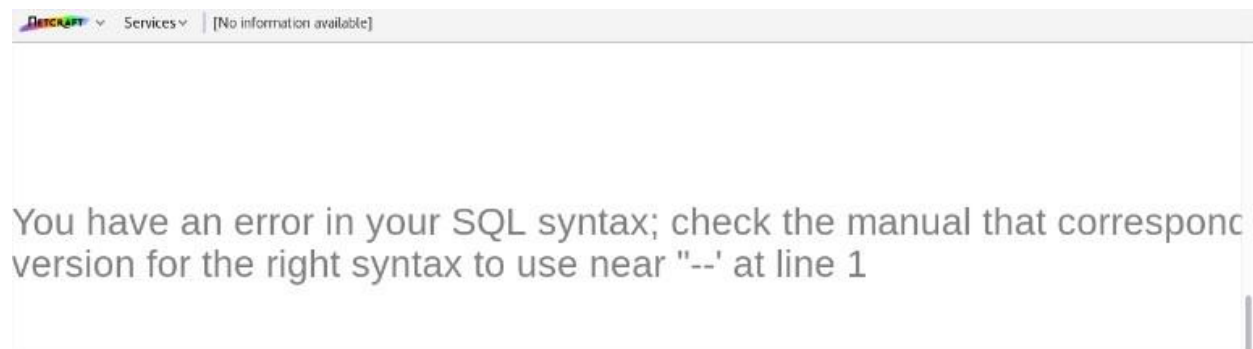 NETCRAFT Services [No information available]
You have an error in your SQL syntax; check the manual that correspond
version for the right syntax to use near "--' at line 1